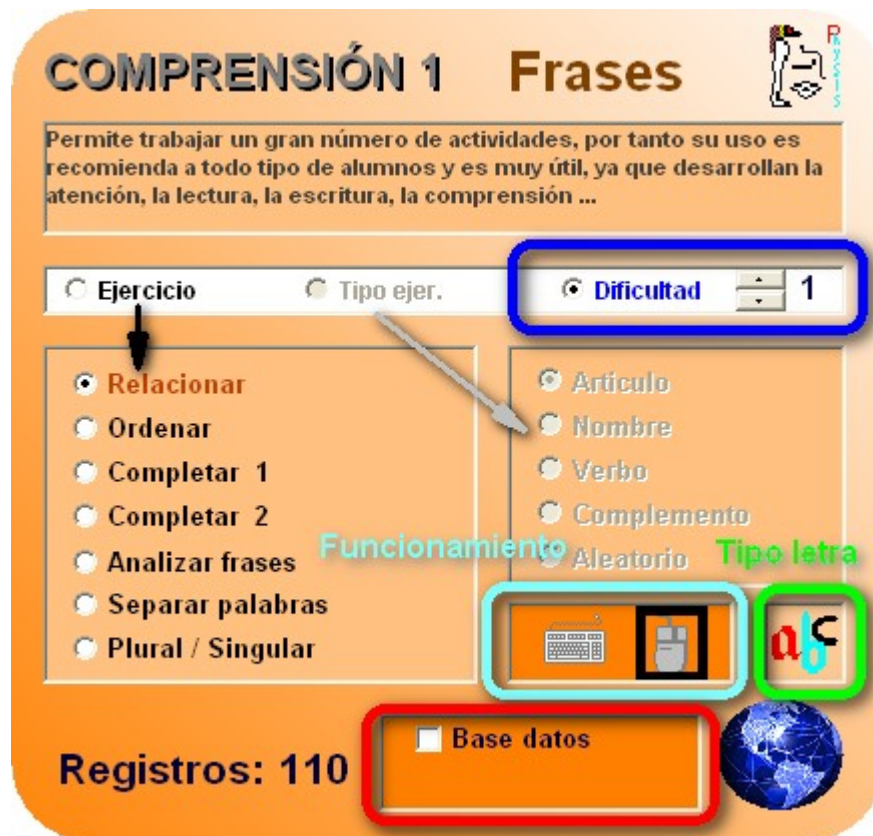 COMPRENSIÓN 1 Frases
PRYSIS
Permite trabajar un gran número de actividades, por tanto su uso es
recomienda a todo tipo de alumnos y es muy útil, ya que desarrollan la
atención, la lectura, la escritura, la comprensión ...
Ejercicio Tipo ejer. Dificultad 1
Relacionar
Ordenar
Completar 1
Completar 2
Analizar frases
Separar palabras
Plural / Singular
Articulo
Nombre
Verbo
Complemento
Aleatorio
Funcionamiento
Tipo letra
abc
Base datos
Registros: 110